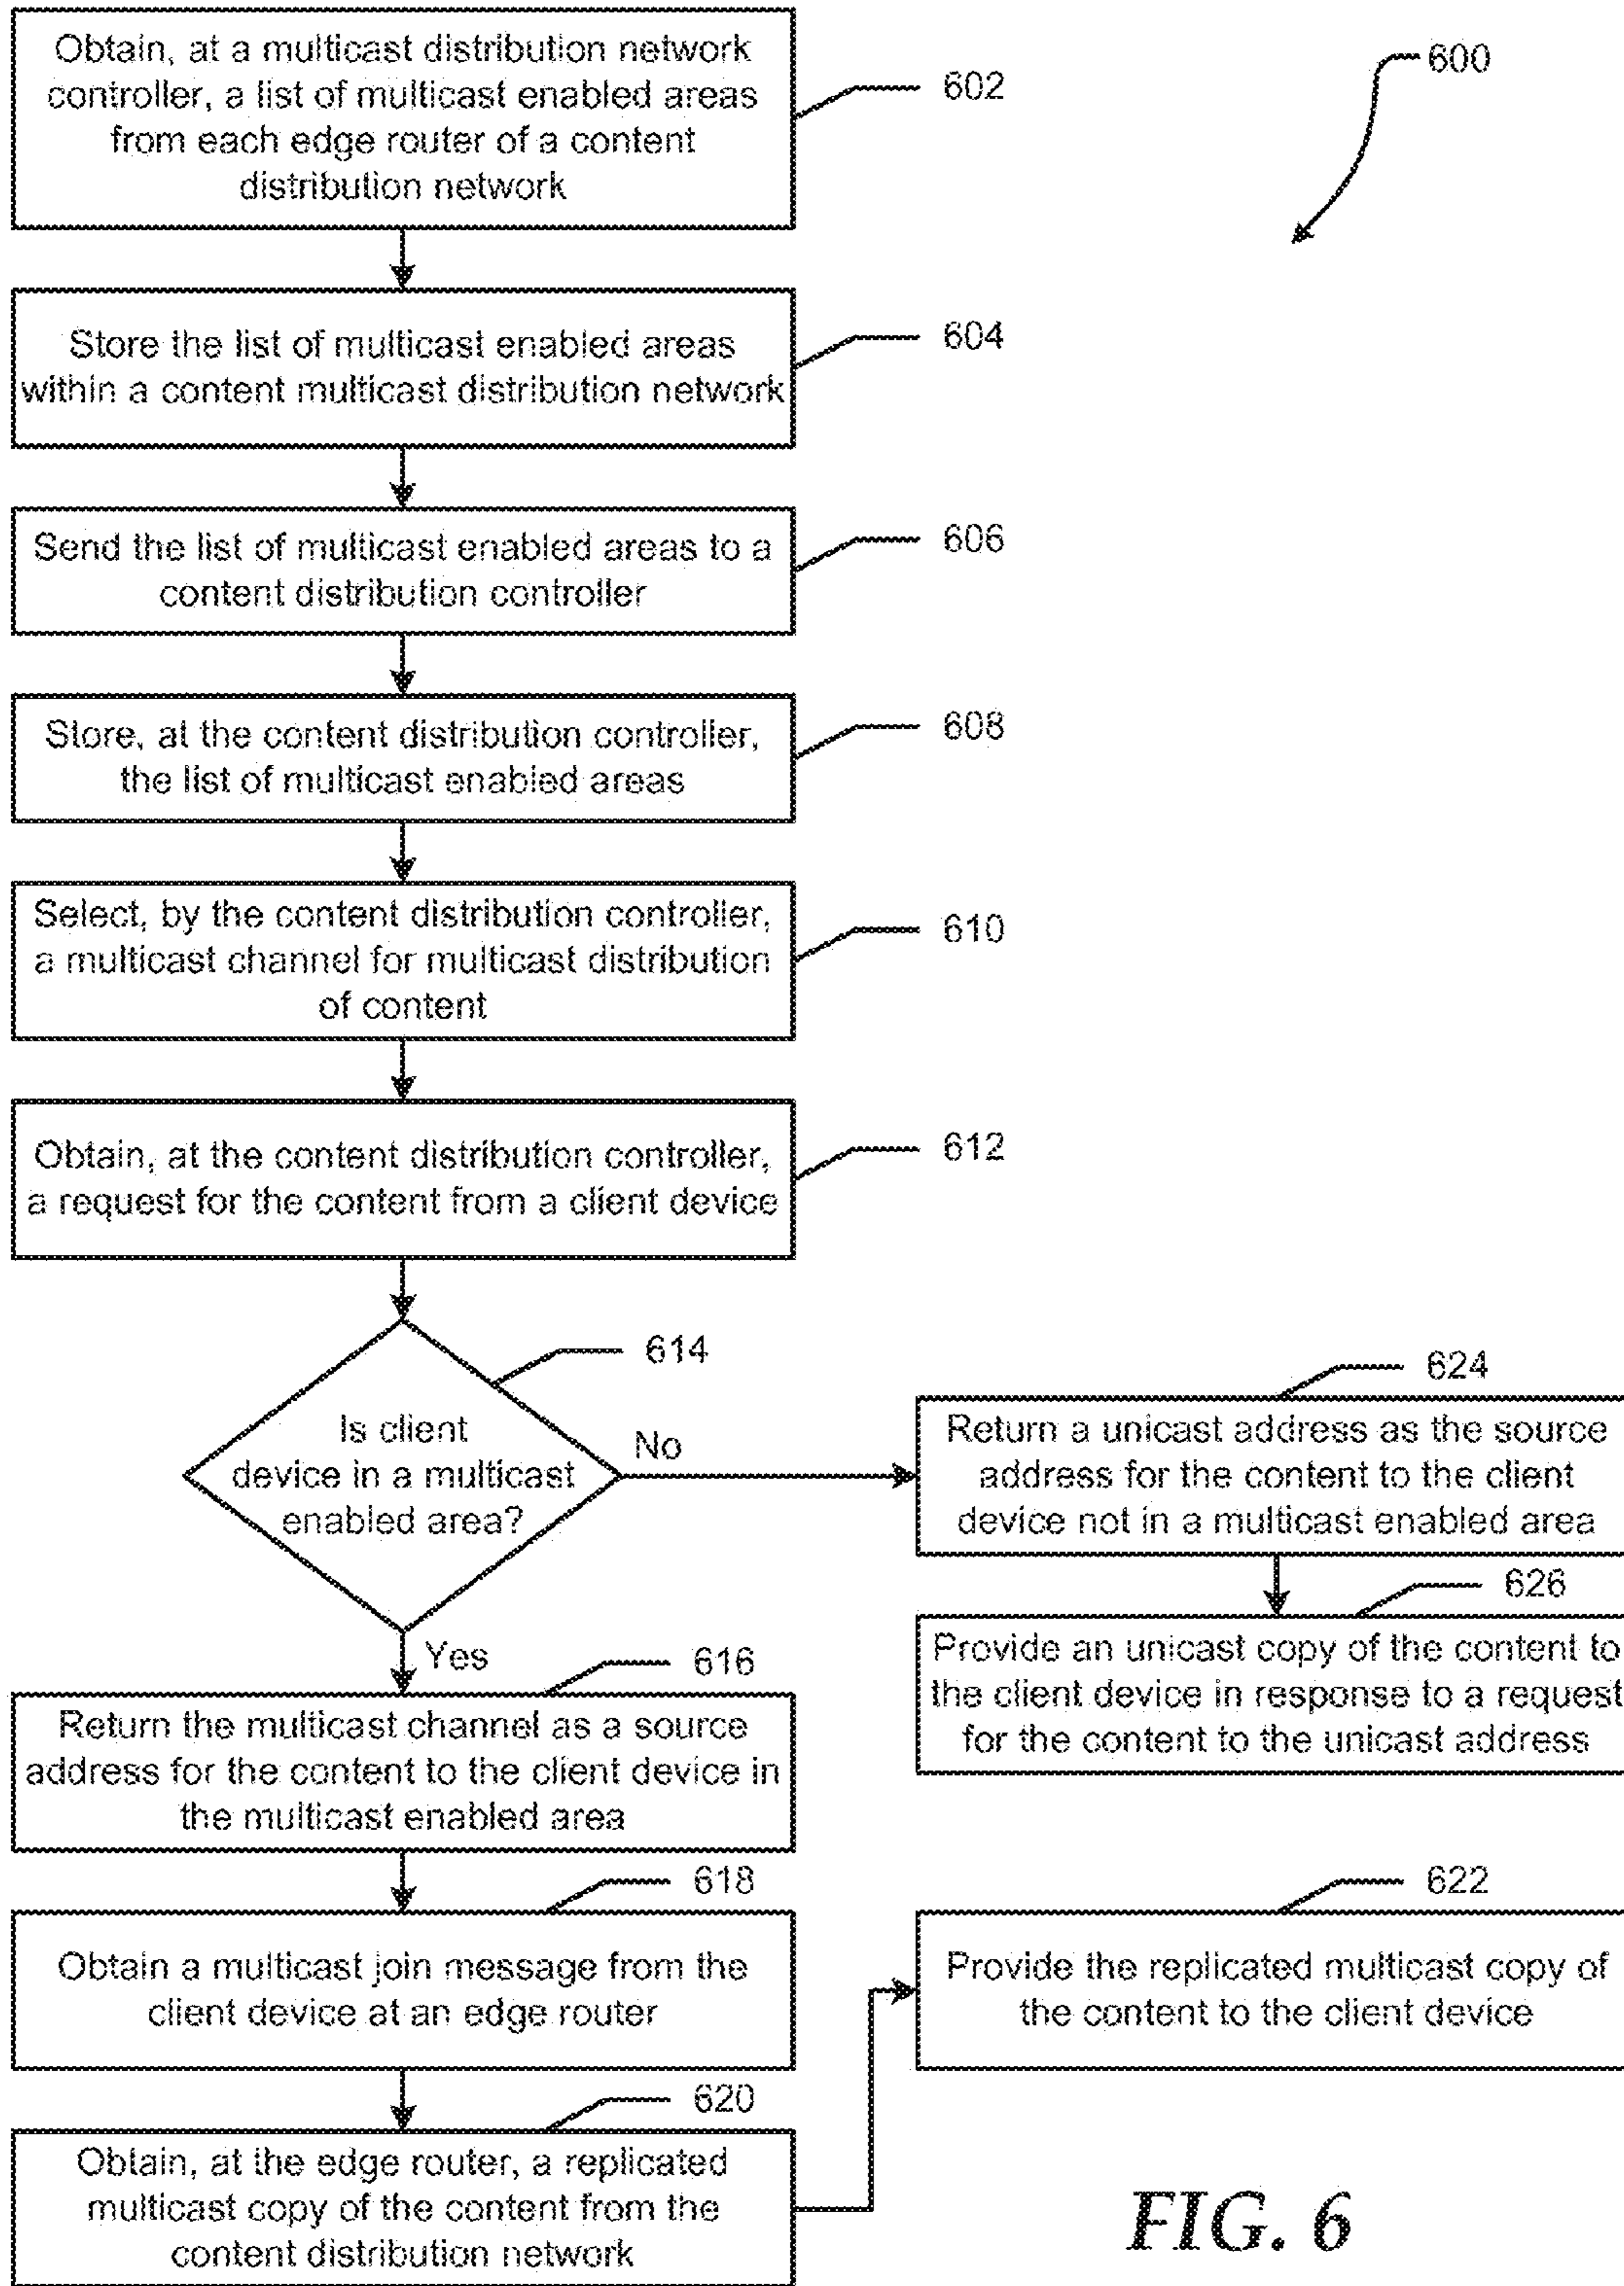 Obtain, at a multicast distribution network
controller, a list of multicast enabled areas
from each edge router of a content
distribution network
602
600
Store the list of multicast enabled areas
within a content multicast distribution network
604
Send the list of multicast enabled areas to a
content distribution controller
606
Store, at the content distribution controller,
the list of multicast enabled areas
608
Select, by the content distribution controller,
a multicast channel for multicast distribution
of content
610
Obtain, at the content distribution controller,
a request for the content from a client device
612
Is client
device in a multicast
enabled area?
614
No
Yes
624
Return a unicast address as the source
address for the content to the client
device not in a multicast enabled area
626
Provide an unicast copy of the content to
the client device in response to a request
for the content to the unicast address
616
Return the multicast channel as a source
address for the content to the client device in
the multicast enabled area
618
Obtain a multicast join message from the
client device at an edge router
620
Obtain, at the edge router, a replicated
multicast copy of the content from the
content distribution network
622
Provide the replicated multicast copy of
the content to the client device
FIG. 6